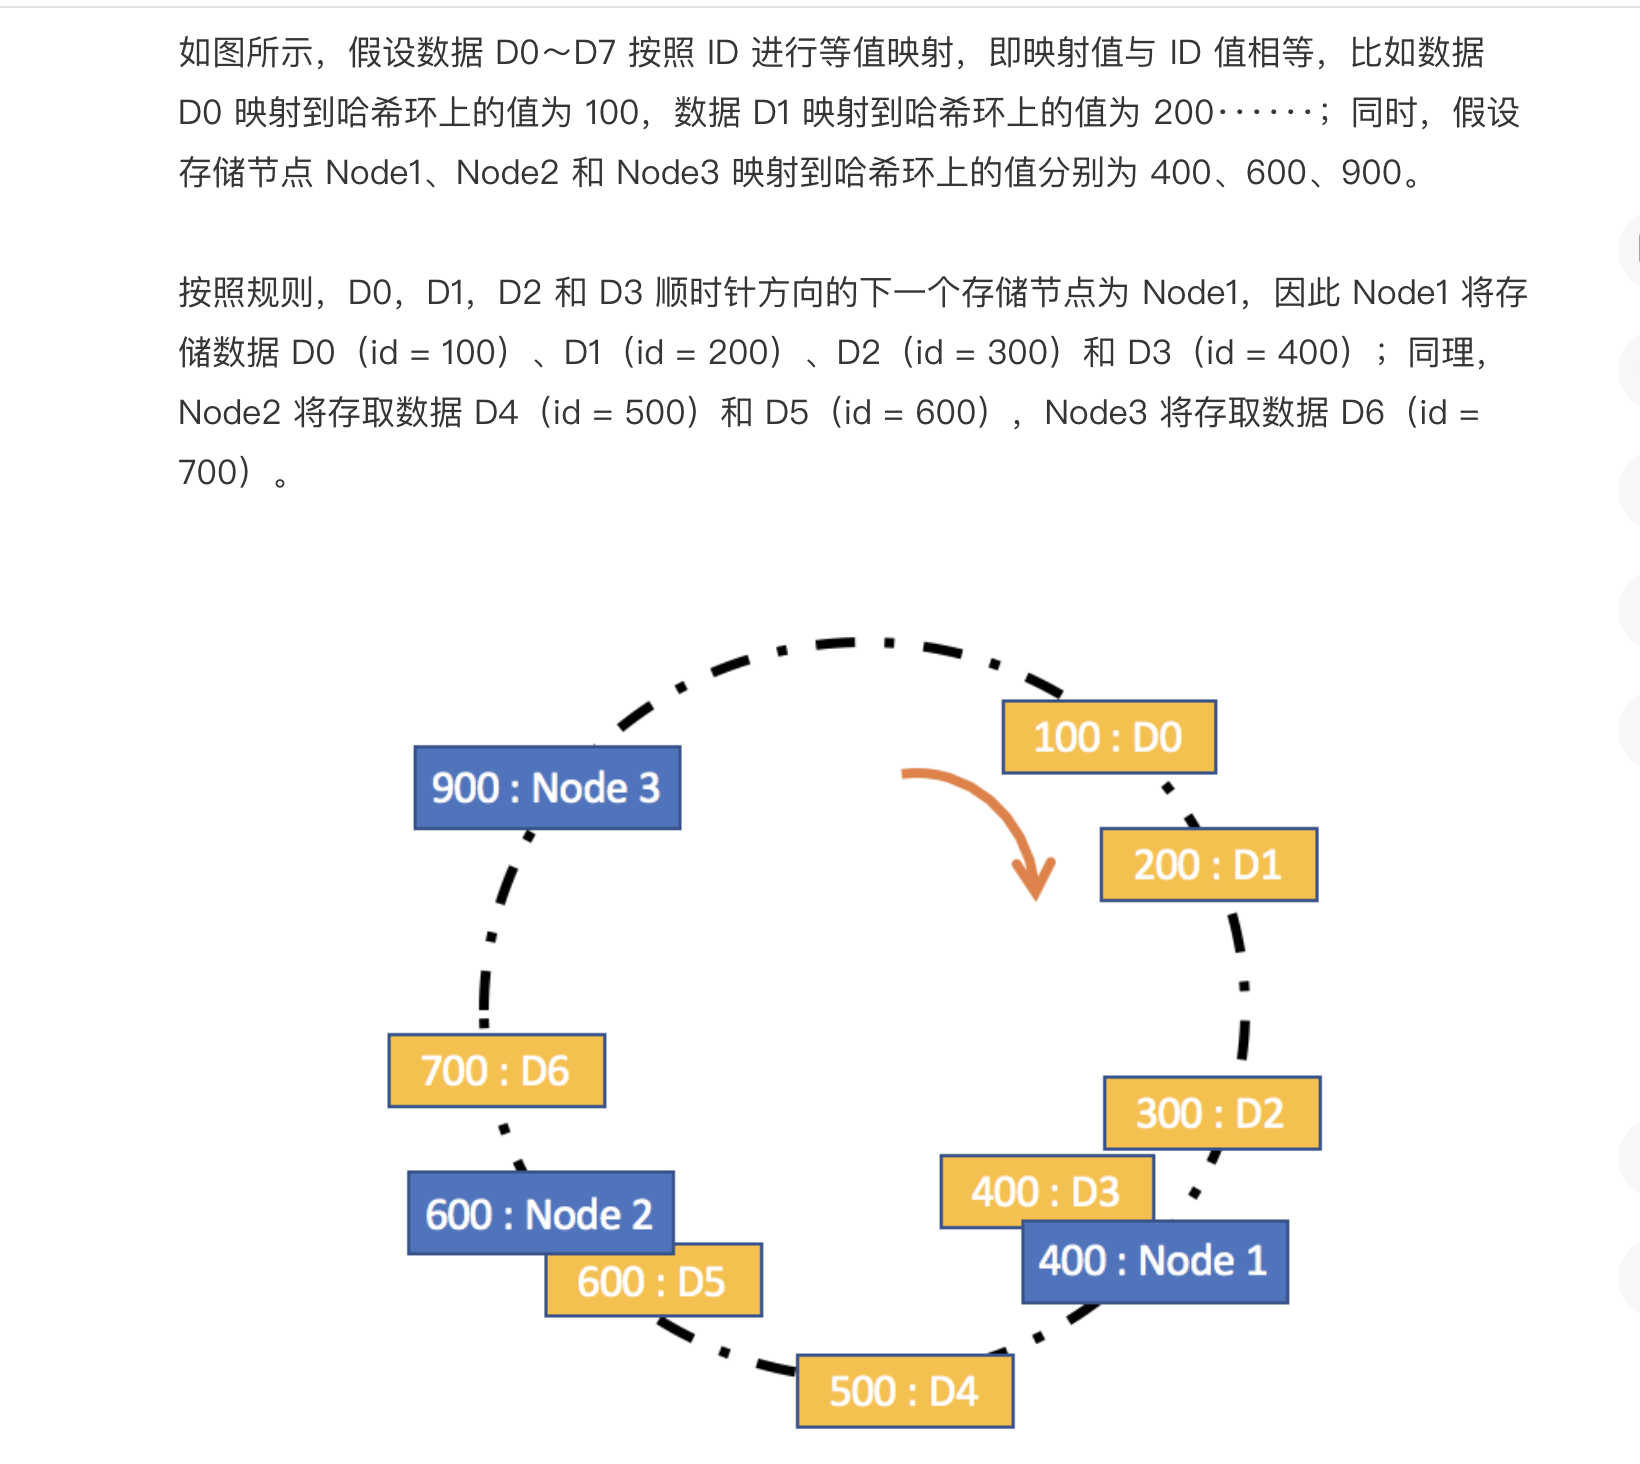 如图所示，假设数据 D0～D7 按照 ID 进行等值映射，即映射值与 ID 值相等，比如数据
D0 映射到哈希环上的值为 100，数据 D1 映射到哈希环上的值为 200······；同时，假设
存储节点 Node1、Node2 和 Node3 映射到哈希环上的值分别为 400、600、900。
按照规则，D0，D1，D2 和 D3 顺时针方向的下一个存储节点为 Node1，因此 Node1 将存
储数据 D0（id = 100）、D1（id = 200）、D2（id = 300）和 D3（id = 400）；同理，
Node2 将存取数据 D4（id = 500）和 D5（id = 600），Node3 将存取数据 D6（id =
700）。
100 : D0
900 : Node 3
200 : D1
700 : D6
300 : D2
400 : D3
600 : Node 2
400 : Node 1
600 : D5
500 : D4